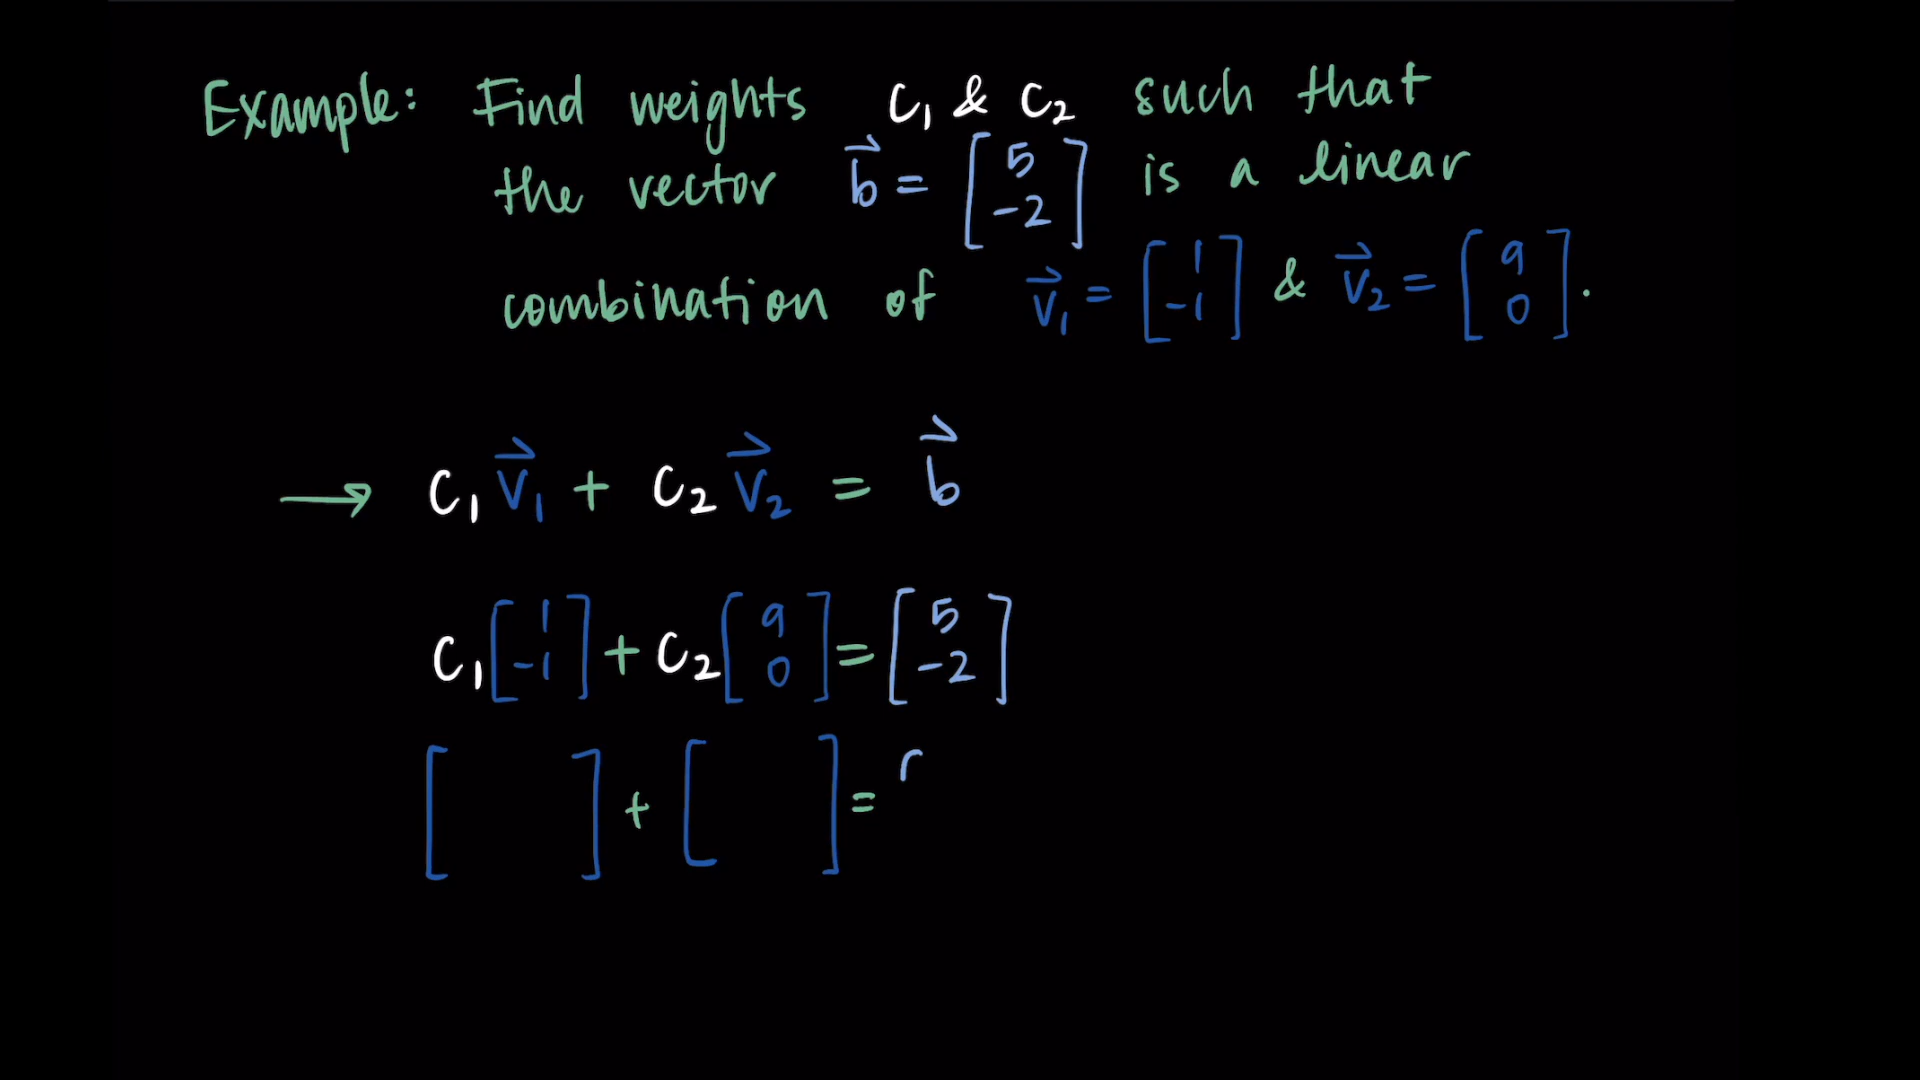 Example: Find weights c₁ & c₂ such that
the vector b⃗ = [5 -2] is a linear
combination of v⃗₁ = [1 -1] & v⃗₂ = [9 0].
→ c₁v⃗₁ + c₂v⃗₂ = b⃗
c₁[1 -1] + c₂[9 0] = [5 -2]
[ ] + [ ] =